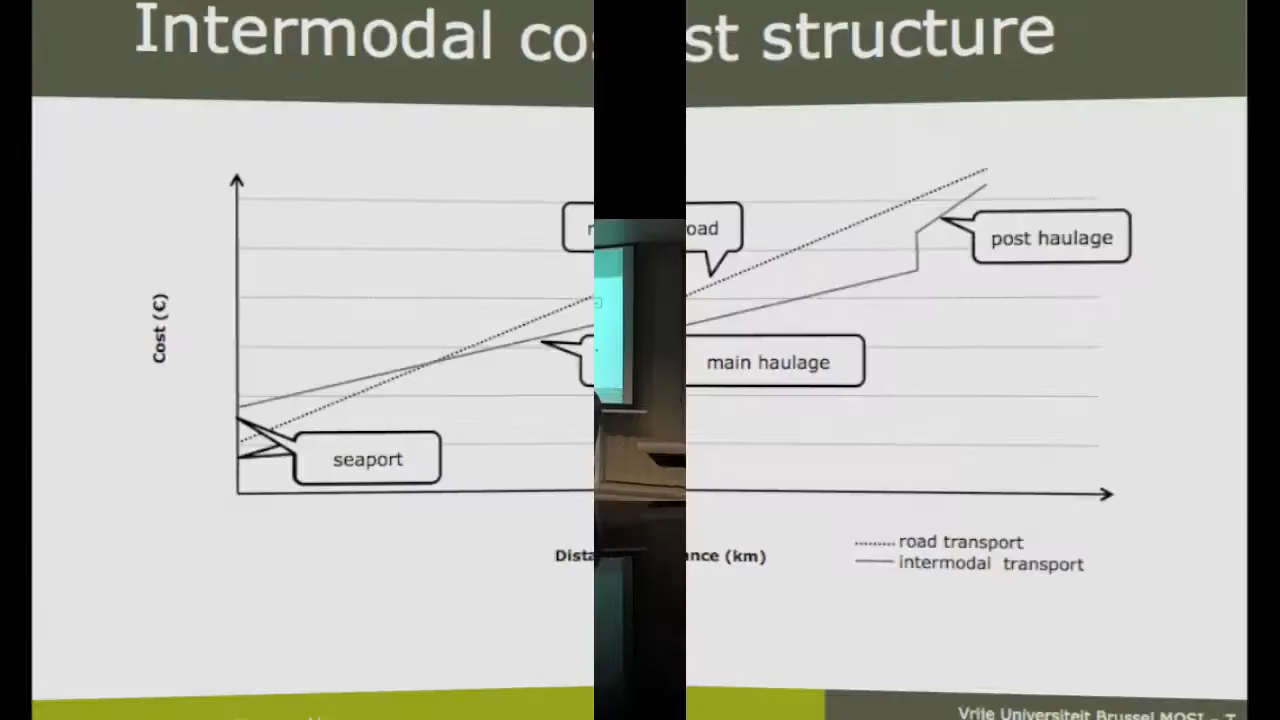 Intermodal co st structure
oad
post haulage
Cost (€)
main haulage
seaport
Dista ance (km)
road transport
intermodal transport
Vrije Universiteit Brussel MOSI - 7